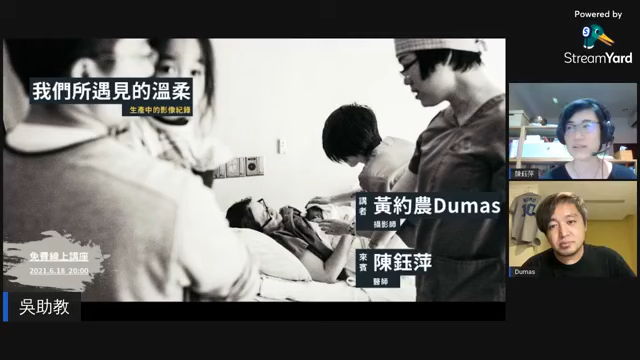 Powered by
StreamYard
我們所遇見的溫柔
生產中的影像紀錄
講者
黃約農Dumas
攝影師
來賓
陳鈺萍
醫師
免費線上講座
2021.6.18 20:00
吳助教
陳鈺萍
Dumas